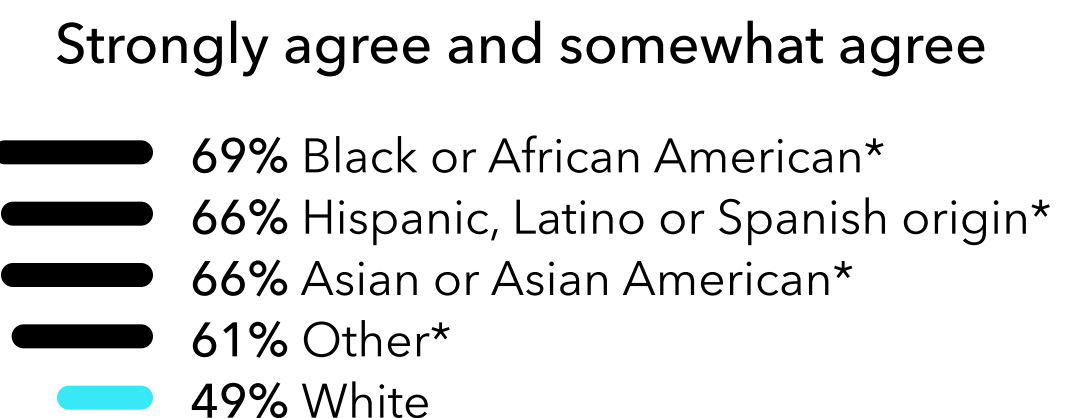 Strongly agree and somewhat agree
69% Black or African American*
66% Hispanic, Latino or Spanish origin*
66% Asian or Asian American*
61% Other*
49% White